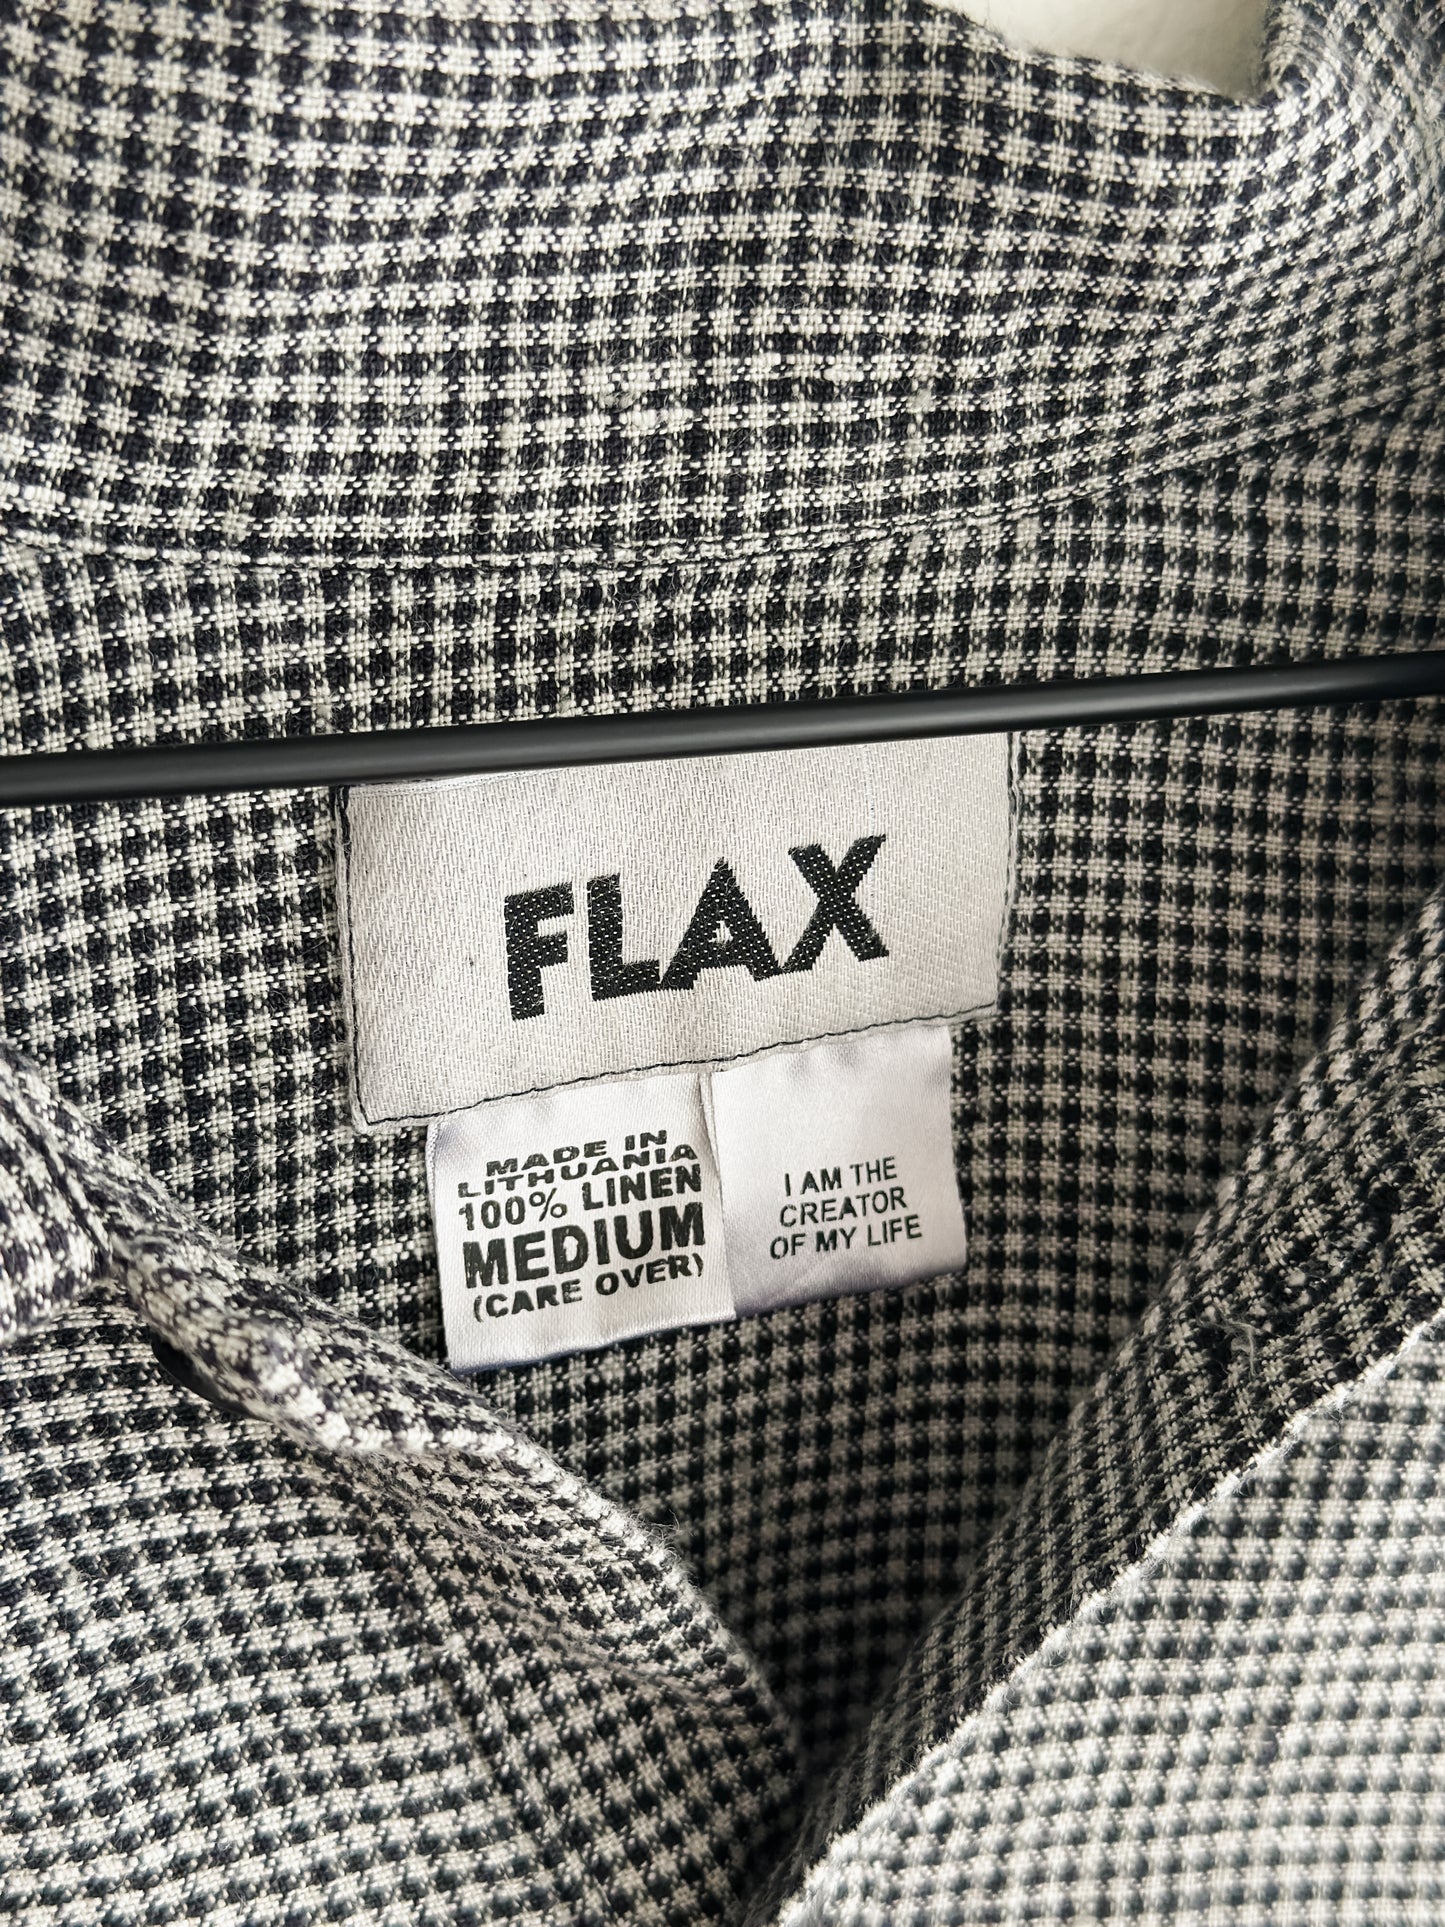 FLAX
MADE IN
LITHUANIA
100% LINEN
MEDIUM
(CARE OVER)
I AM THE
CREATOR
OF MY LIFE